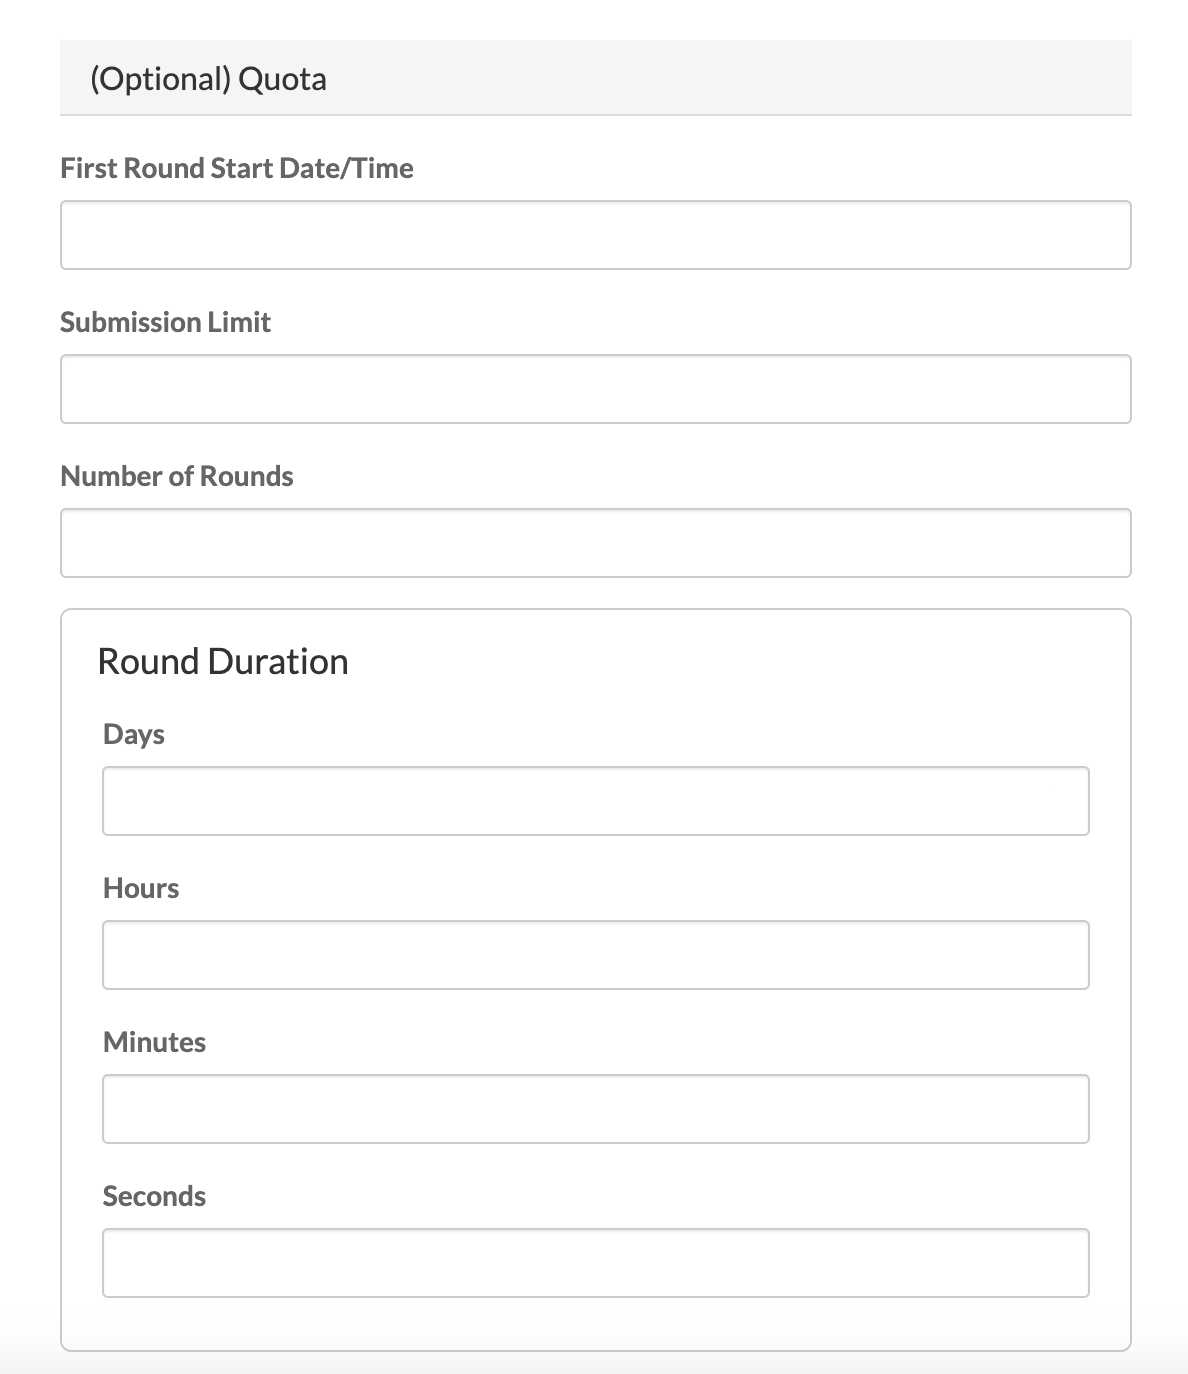 (Optional) Quota
First Round Start Date/Time
Submission Limit
Number of Rounds
Round Duration
Days
Hours
Minutes
Seconds